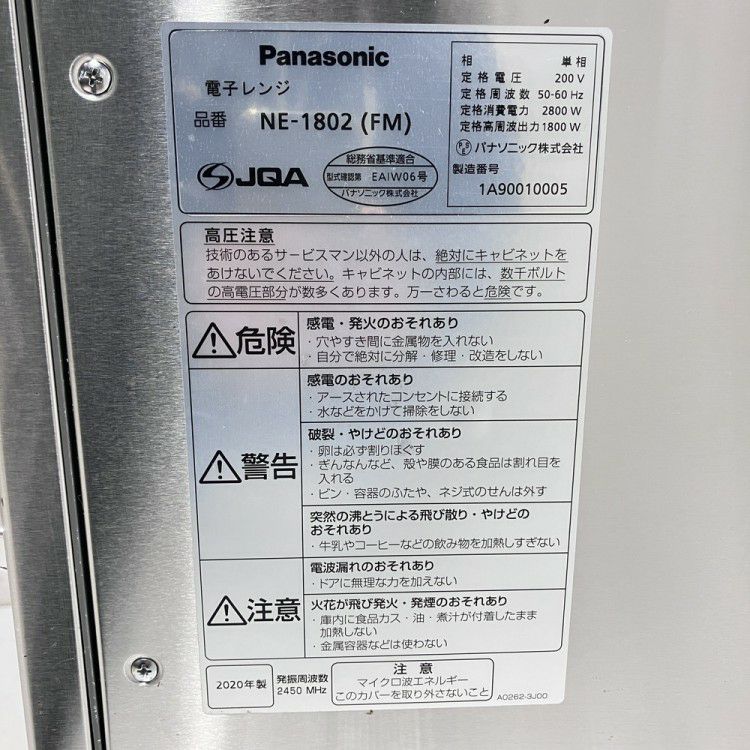 Panasonic
電子レンジ
品番 NE-1802 (FM)
JQA
総務省基準適合
型式確認第 EAIW06号
パナソニック株式会社
相 単相
定格電圧 200 V
定格周波数 50-60 Hz
定格消費電力 2800 W
定格高周波出力 1800 W
PSE パナソニック株式会社
製造番号
1A90010005
高圧注意
技術のあるサービスマン以外の人は、絶対にキャビネットを
あけないでください。キャビネットの内部には、数千ボルト
の高電圧部分が数多くあります。万一さわると危険です。
危険
感電・発火のおそれあり
・穴やすき間に金属物を入れない
・自分で絶対に分解・修理・改造をしない
警告
感電のおそれあり
・アースされたコンセントに接続する
・水などをかけて掃除をしない
破裂・やけどのおそれあり
・卵は必ず割りほぐす
・ぎんなんなど、殻や膜のある食品は割れ目を
入れる
・ビン・容器のふたや、ネジ式のせんは外す
突然の沸とうによる飛び散り・やけどの
おそれあり
・牛乳やコーヒーなどの飲み物を加熱しすぎない
注意
電波漏れのおそれあり
・ドアに無理な力を加えない
火花が飛び発火・発煙のおそれあり
・庫内に食品カス・油・煮汁が付着したまま
加熱しない
・金属容器などは使わない
2020年製
発振周波数
2450 MHz
注意
マイクロ波エネルギー
このカバーを取り外さないこと
A0262-3J00